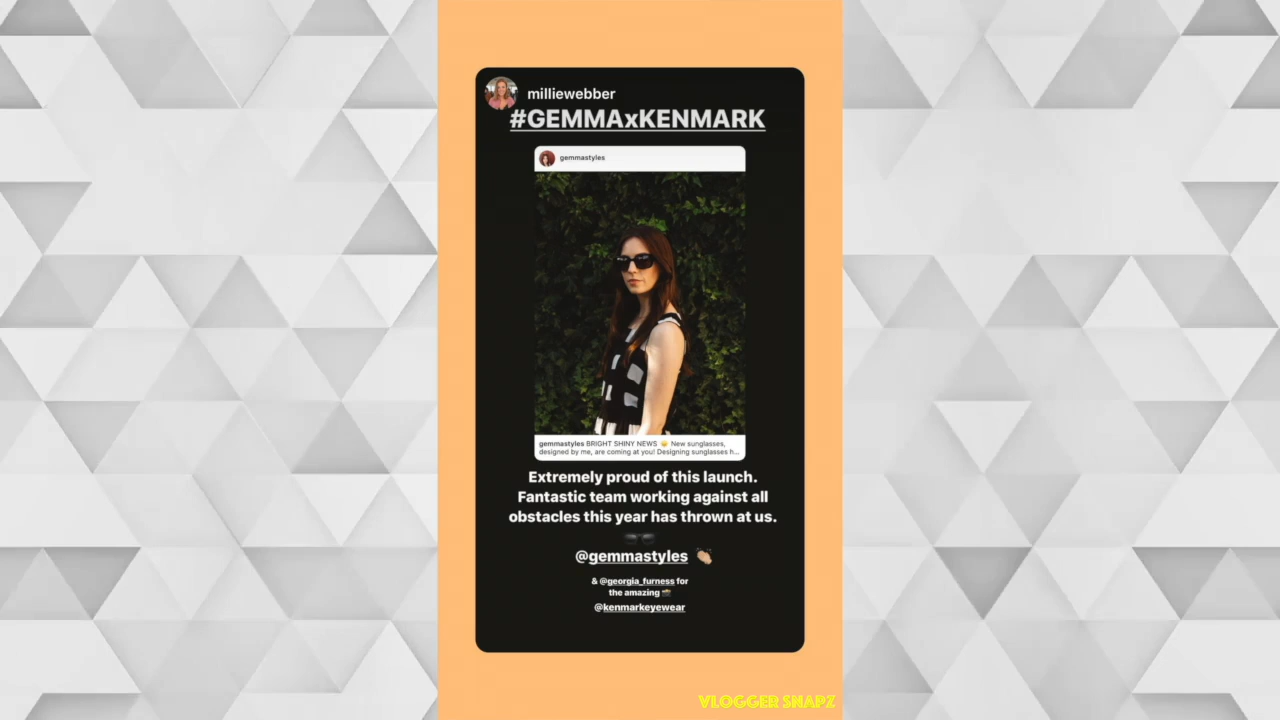 milliewebber
#GEMMAxKENMARK
gemmastyles
gemmastyles BRIGHT SHINY NEWS 🌞 New sunglasses,
designed by me, are coming at you! Designing sunglasses h...
Extremely proud of this launch.
Fantastic team working against all
obstacles this year has thrown at us.
🕶️
@gemmastyles 👏🏼
& @georgia_furness for
the amazing 📸
@kenmarkeyewear
VLOGGER SNAPZ